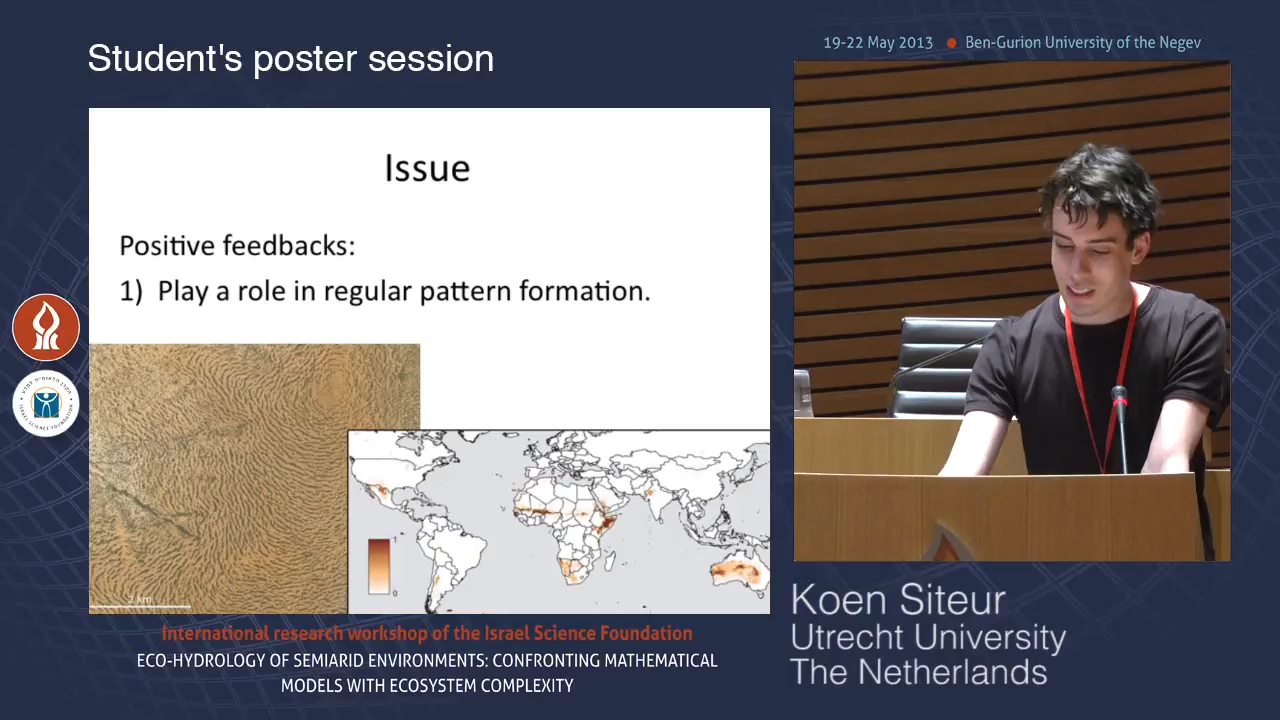 Student's poster session
19-22 May 2013 ● Ben-Gurion University of the Negev
Issue
Positive feedbacks:
1) Play a role in regular pattern formation.
2 km
0
International research workshop of the Israel Science Foundation
ECO-HYDROLOGY OF SEMIARID ENVIRONMENTS: CONFRONTING MATHEMATICAL
MODELS WITH ECOSYSTEM COMPLEXITY
Koen Siteur
Utrecht University
The Netherlands